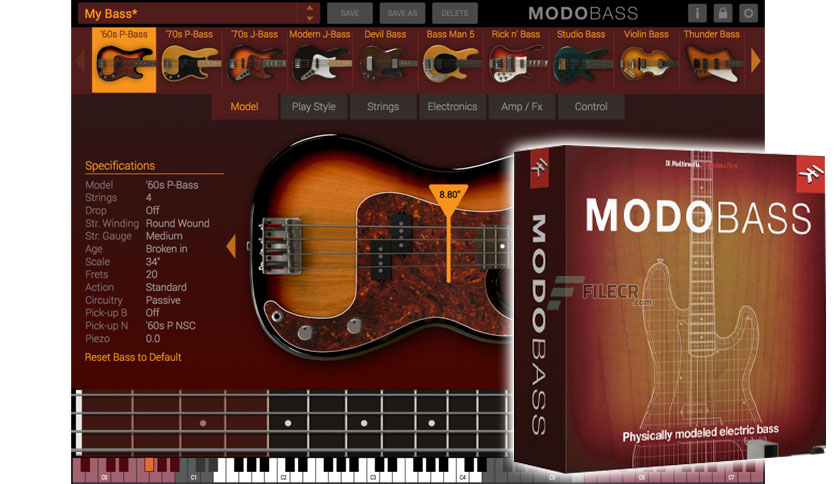 My Bass*
SAVE
SAVE AS
DELETE
MODOBASS
'60s P-Bass
'70s P-Bass
'70s J-Bass
Modern J-Bass
Devil Bass
Bass Man 5
Rick n' Bass
Studio Bass
Violin Bass
Thunder Bass
Model
Play Style
Strings
Electronics
Amp / Fx
Control
Specifications
Model '60s P-Bass
Strings 4
Drop Off
Str. Winding Round Wound
Str. Gauge Medium
Age Broken in
Scale 34"
Frets 20
Action Standard
Circuitry Passive
Pick-up B Off
Pick-up N '60s P NSC
Piezo 0.0
Reset Bass to Default
8.80"
C0
C1
C2
C3
C4
C5
C6
C7
IK Multimedia.
First.
MODOBASS
MODOBASS
FILECR
.com
Physically modeled electric bass